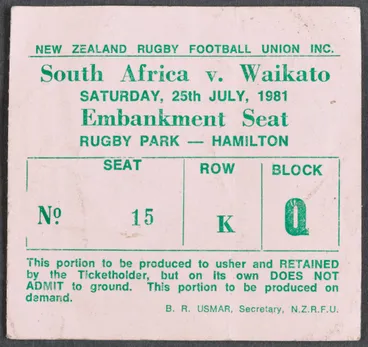 NEW ZEALAND RUGBY FOOTBALL UNION INC.
South Africa v. Waikato
SATURDAY, 25th JULY, 1981
Embankment Seat
RUGBY PARK — HAMILTON
SEAT ROW BLOCK
No. 15 K Q
This portion to be produced to usher and RETAINED
by the Ticketholder, but on its own DOES NOT
ADMIT to ground. This portion to be produced on
demand.
B. R. USMAR, Secretary, N.Z.R.F.U.